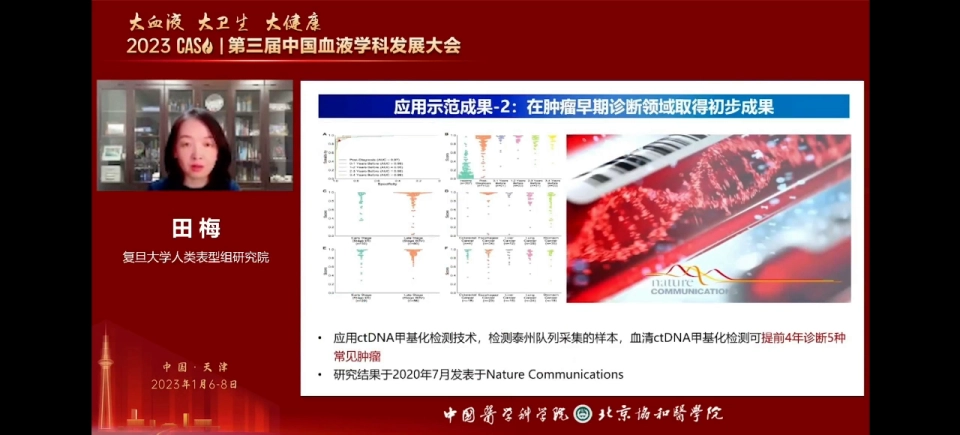 大血液 大卫生 大健康
2023 CASH | 第三届中国血液学科发展大会
田 梅
复旦大学人类表型组研究院
中国·天津
2023年1月6-8日
应用示范成果-2：在肿瘤早期诊断领域取得初步成果
nature
COMMUNICATIONS
• 应用ctDNA甲基化检测技术，检测泰州队列采集的样本，血清ctDNA甲基化检测可提前4年诊断5种
常见肿瘤
• 研究结果于2020年7月发表于Nature Communications
中国医学科学院 北京协和医学院